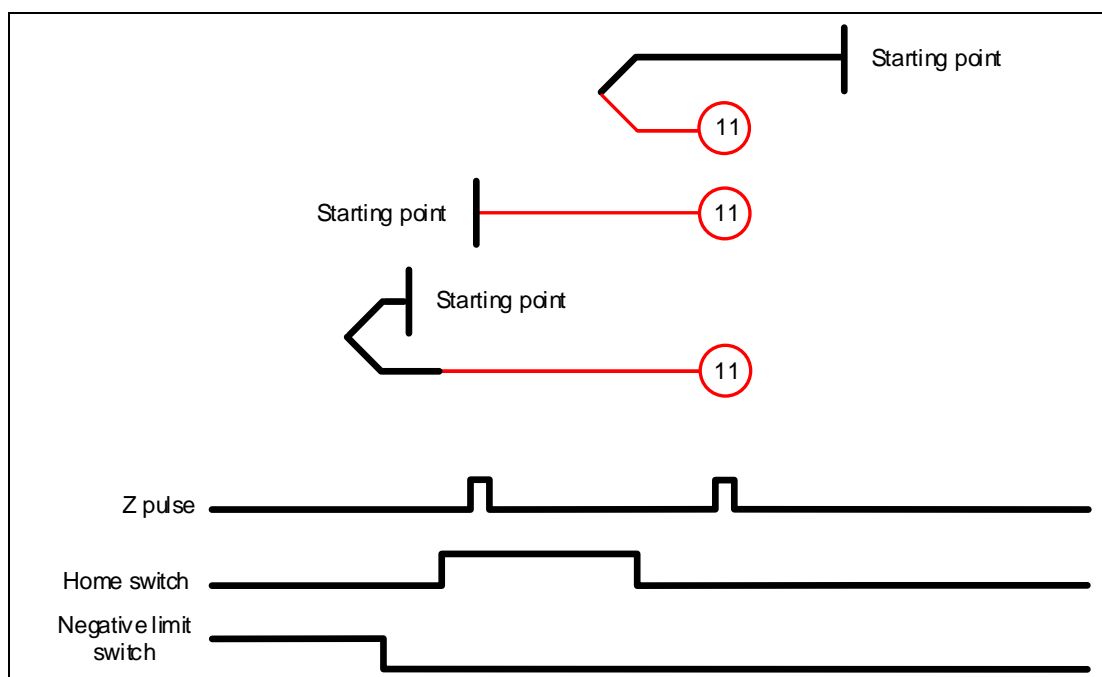 Starting point
11
Starting point
11
Starting point
11
Z pulse
Home switch
Negative limit
switch